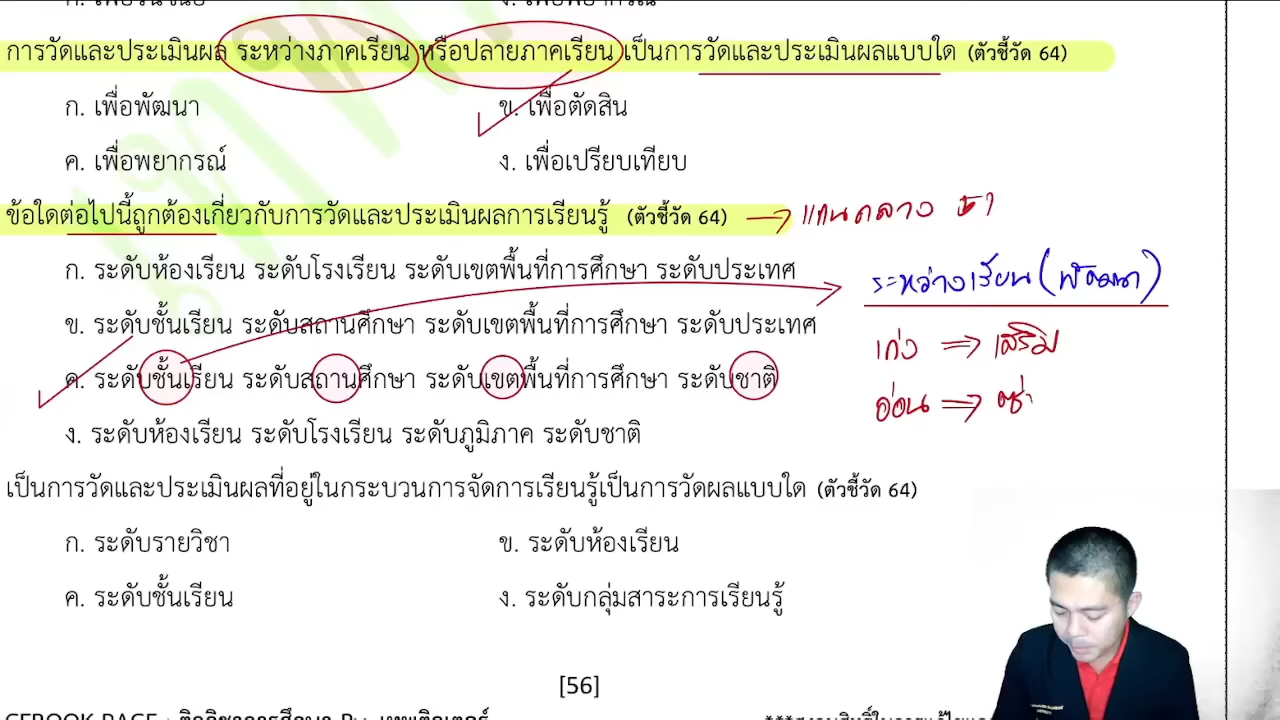 การวัดและประเมินผล ระหว่างภาคเรียน หรือปลายภาคเรียน เป็นการวัดและประเมินผลแบบใด (ตัวชี้วัด 64)
ก. เพื่อพัฒนา ข. เพื่อตัดสิน
ค. เพื่อพยากรณ์ ง. เพื่อเปรียบเทียบ
ข้อใดต่อไปนี้ถูกต้องเกี่ยวกับการวัดและประเมินผลการเรียนรู้ (ตัวชี้วัด 64) แกนกลาง
ก. ระดับห้องเรียน ระดับโรงเรียน ระดับเขตพื้นที่การศึกษา ระดับประเทศ
ระหว่างเรียน (พัฒนา)
ข. ระดับชั้นเรียน ระดับสถานศึกษา ระดับเขตพื้นที่การศึกษา ระดับประเทศ
เก่ง => เสริม
ค. ระดับชั้นเรียน ระดับสถานศึกษา ระดับเขตพื้นที่การศึกษา ระดับชาติ
อ่อน =>
ง. ระดับห้องเรียน ระดับโรงเรียน ระดับภูมิภาค ระดับชาติ
เป็นการวัดและประเมินผลที่อยู่ในกระบวนการจัดการเรียนรู้เป็นการวัดผลแบบใด (ตัวชี้วัด 64)
ก. ระดับรายวิชา ข. ระดับห้องเรียน
ค. ระดับชั้นเรียน ง. ระดับกลุ่มสาระการเรียนรู้
[56]